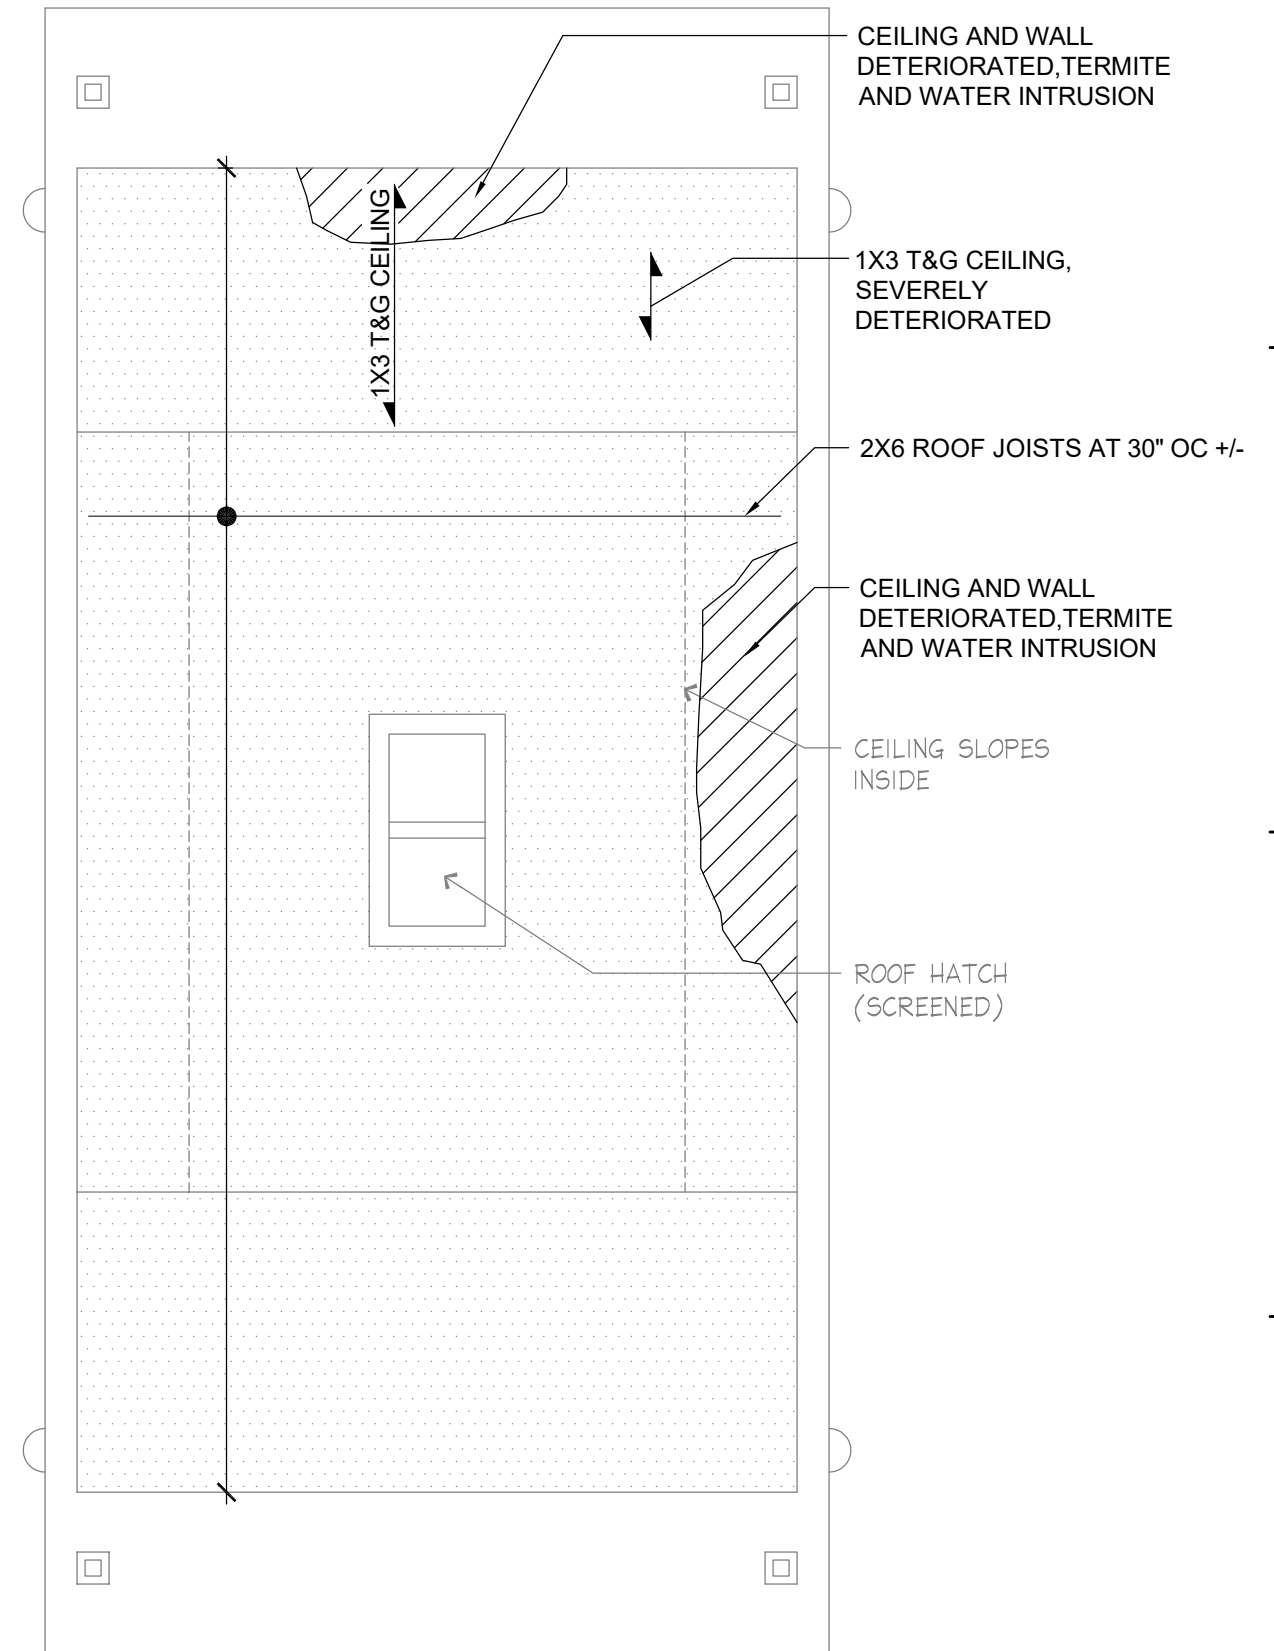 CEILING AND WALL
DETERIORATED,TERMITE
AND WATER INTRUSION
1X3 T&G CEILING
1X3 T&G CEILING,
SEVERELY
DETERIORATED
2X6 ROOF JOISTS AT 30" OC +/-
CEILING AND WALL
DETERIORATED,TERMITE
AND WATER INTRUSION
CEILING SLOPES
INSIDE
ROOF HATCH
(SCREENED)